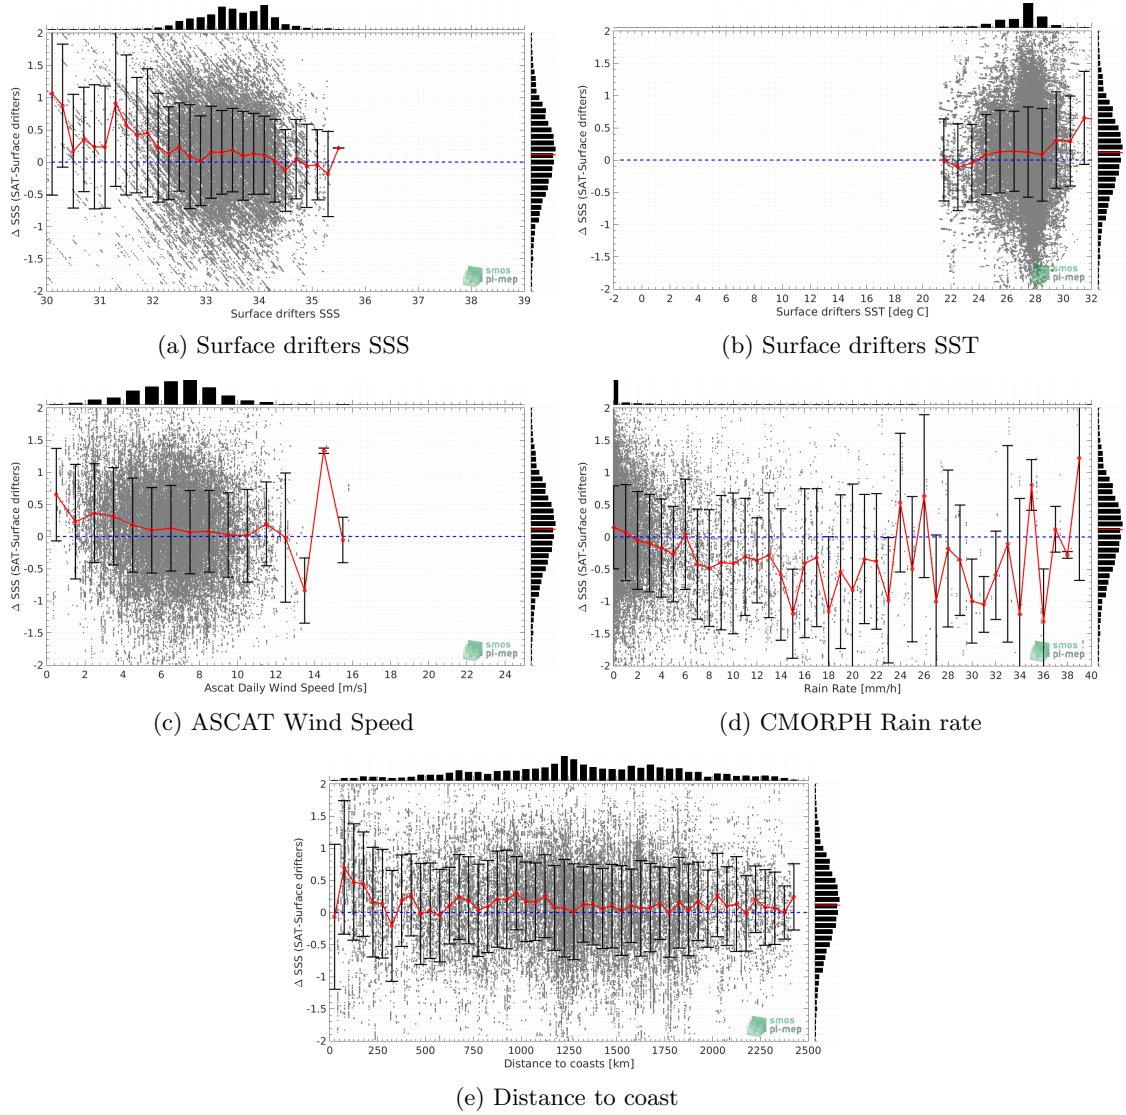 2
1.5
1
0.5
0
-0.5
-1
-1.5
-2
Δ SSS (SAT-Surface drifters)
30 31 32 33 34 35 36 37 38 39
Surface drifters SSS
smos
pi-mep
(a) Surface drifters SSS
2
1.5
1
0.5
0
-0.5
-1
-1.5
-2
Δ SSS (SAT-Surface drifters)
-2 0 2 4 6 8 10 12 14 16 18 20 22 24 26 28 30 32
Surface drifters SST [deg C]
smos
pi-mep
(b) Surface drifters SST
2
1.5
1
0.5
0
-0.5
-1
-1.5
-2
Δ SSS (SAT-Surface drifters)
0 2 4 6 8 10 12 14 16 18 20 22 24
Ascat Daily Wind Speed [m/s]
smos
pi-mep
(c) ASCAT Wind Speed
2
1.5
1
0.5
0
-0.5
-1
-1.5
-2
Δ SSS (SAT-Surface drifters)
0 2 4 6 8 10 12 14 16 18 20 22 24 26 28 30 32 34 36 38 40
Rain Rate [mm/h]
smos
pi-mep
(d) CMORPH Rain rate
2
1.5
1
0.5
0
-0.5
-1
-1.5
-2
Δ SSS (SAT-Surface drifters)
0 250 500 750 1000 1250 1500 1750 2000 2250 2500
Distance to coasts [km]
smos
pi-mep
(e) Distance to coast